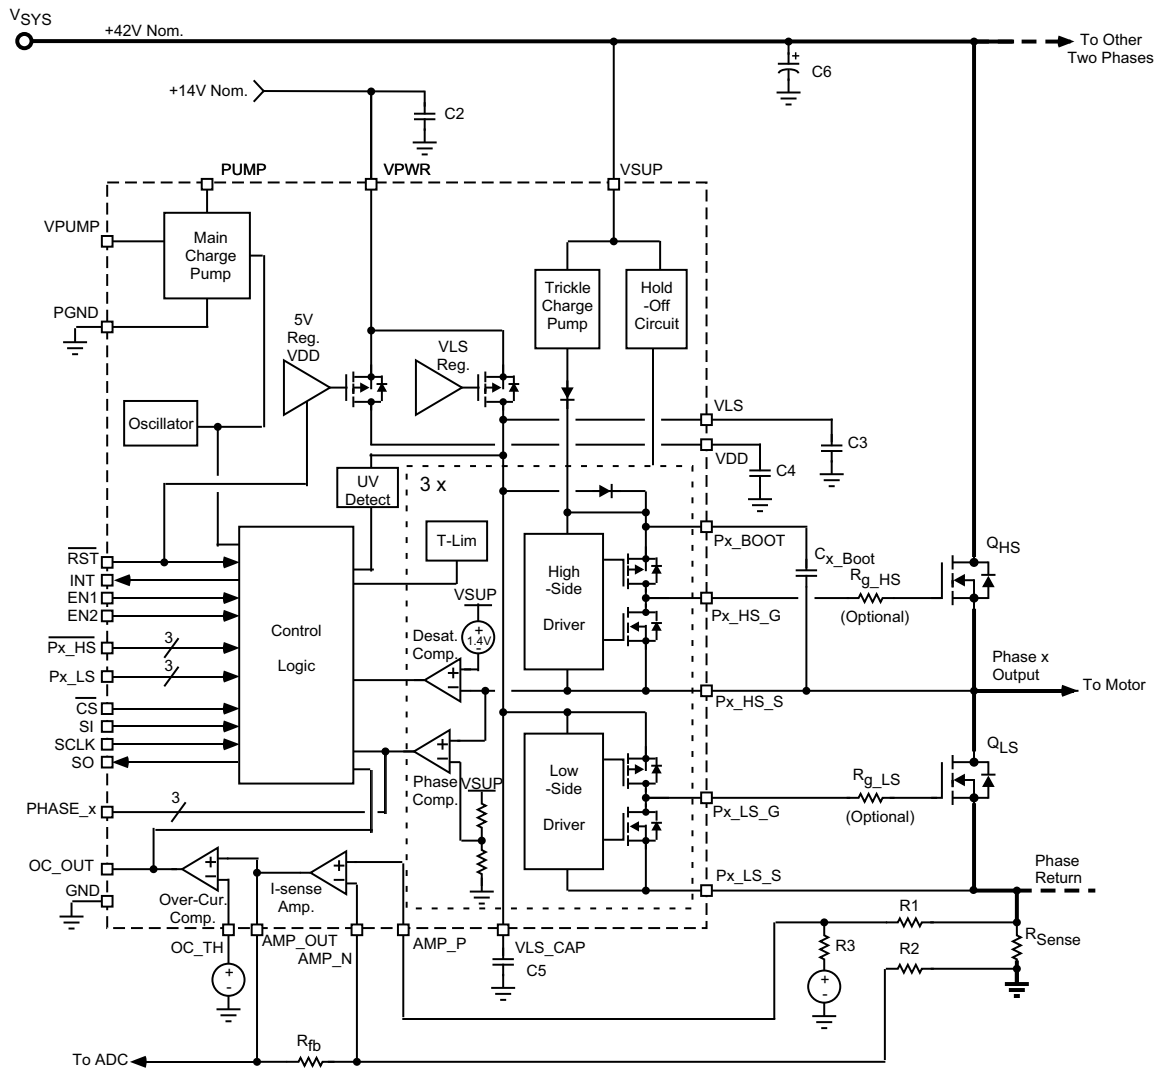 VSYS
+42V Nom.
To Other
Two Phases
C6
+14V Nom.
C2
PUMP
VPWR
VSUP
VPUMP
Main
Charge
Pump
PGND
5V
Reg.
VDD
VLS
Reg.
Trickle
Charge
Pump
Hold
-Off
Circuit
Oscillator
VLS
C3
VDD
C4
UV
Detect
3 x
T-Lim
Px_BOOT
Cx_Boot
QHS
RST
INT
EN1
EN2
Px_HS
3
Px_LS
3
CS
SI
SCLK
SO
Control
Logic
VSUP
+
1.4V
-
Desat.
Comp.
+
-
High
-Side
Driver
Rg_HS
(Optional)
Px_HS_G
Phase x
Output
To Motor
Px_HS_S
QLS
+
-
Phase
Comp.
VSUP
Low
-Side
Driver
Rg_LS
(Optional)
Px_LS_G
PHASE_x
3
OC_OUT
GND
+
-
Over-Cur.
Comp.
+
-
I-sense
Amp.
Px_LS_S
Phase
Return
R1
RSense
R2
R3
+
-
OC_TH
+
-
AMP_OUT
AMP_N
AMP_P
VLS_CAP
C5
To ADC
Rfb